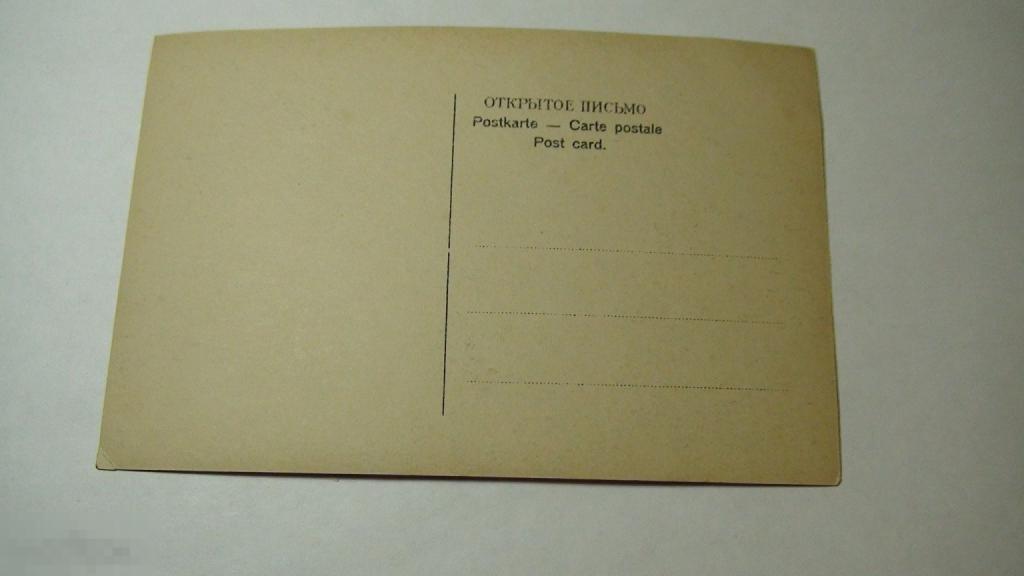 ОТКРЫТОЕ ПИСЬМО
Postkarte — Carte postale
Post card.